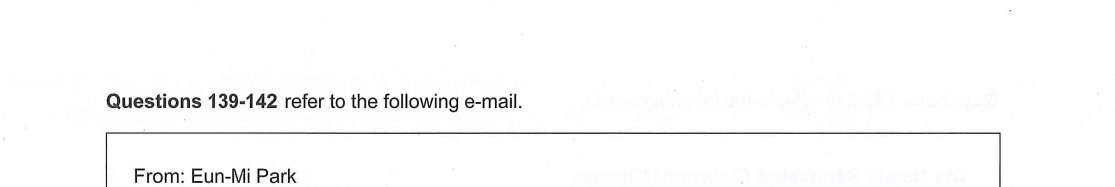 Questions 139-142 refer to the following e-mail.
From: Eun-Mi Park